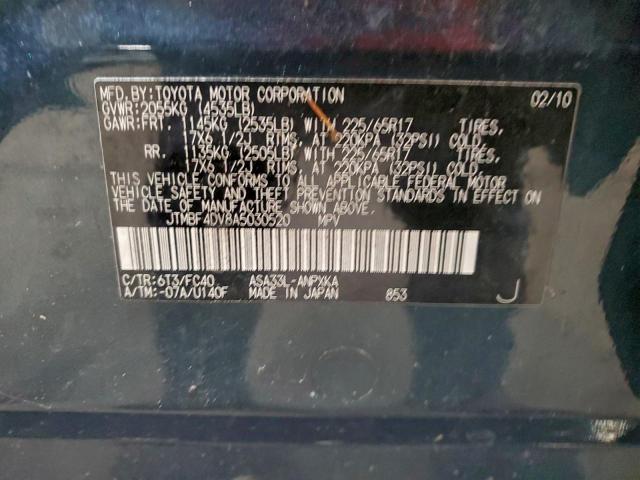 MFD. BY: TOYOTA MOTOR CORPORATION 02/10
GVWR: 2055KG (4535LB)
GAWR: FRT. 1145KG (2535LB) WITH 225/65R17 TIRES,
17X7 1/2J RIMS, AT 220KPA (32PSI) COLD.
RR. 1135KG (2505LB) WITH 225/65R17 TIRES,
17X7 1/2J RIMS, AT 220KPA (32PSI) COLD.
THIS VEHICLE CONFORMS TO ALL APPLICABLE FEDERAL MOTOR
VEHICLE SAFETY AND THEFT PREVENTION STANDARDS IN EFFECT ON
THE DATE OF MANUFACTURE SHOWN ABOVE.
JTMBF4DV8A5030520 MPV
C/TR: 6T3/FC40 ASA33L-ANPXKA
A/TM: -07A/U140F MADE IN JAPAN 853 J